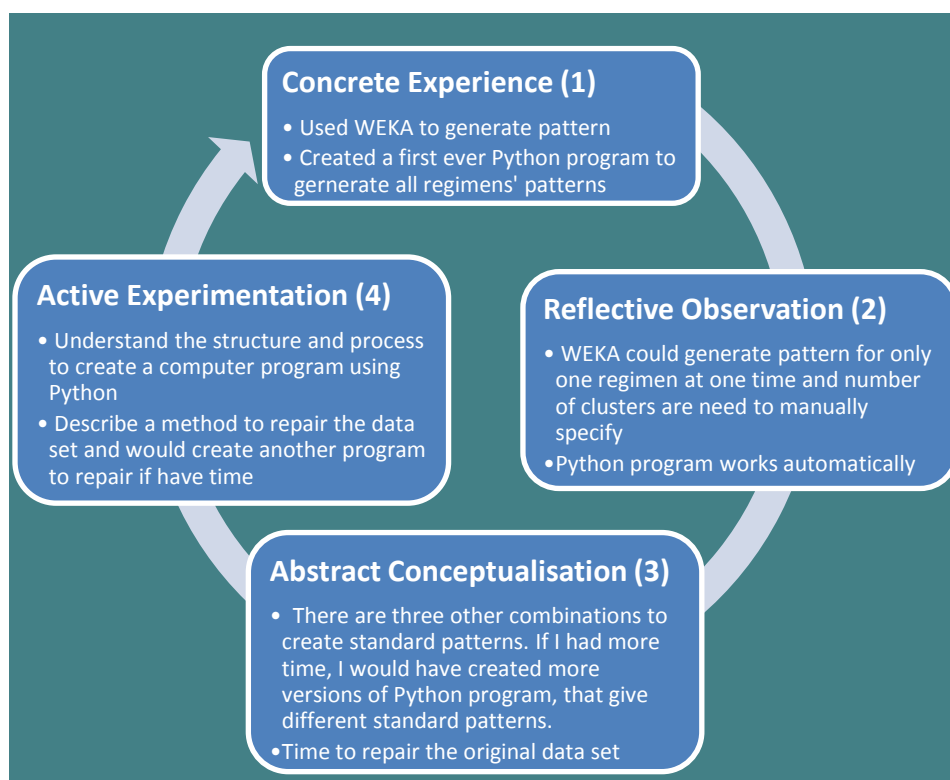 Concrete Experience (1)
• Used WEKA to generate pattern
• Created a first ever Python program to
gernerate all regimens' patterns
Active Experimentation (4)
• Understand the structure and process
to create a computer program using
Python
• Describe a method to repair the data
set and would create another program
to repair if have time
Reflective Observation (2)
• WEKA could generate pattern for only
one regimen at one time and number
of clusters are need to manually
specify
•Python program works automatically
Abstract Conceptualisation (3)
• There are three other combinations to
create standard patterns. If I had more
time, I would have created more
versions of Python program, that give
different standard patterns.
•Time to repair the original data set